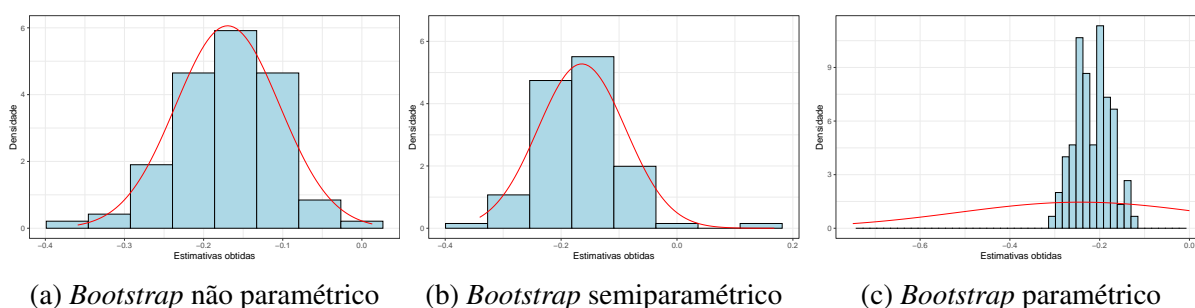 6
4
2
0
Densidade
−0.4
−0.3
−0.2
−0.1
0.0
Estimativas obtidas
(a) Bootstrap não paramétrico
6
4
2
0
Densidade
−0.4
−0.2
0.0
0.2
Estimativas obtidas
(b) Bootstrap semiparamétrico
9
6
3
0
Densidade
−0.6
−0.4
−0.2
0.0
Estimativas obtidas
(c) Bootstrap paramétrico